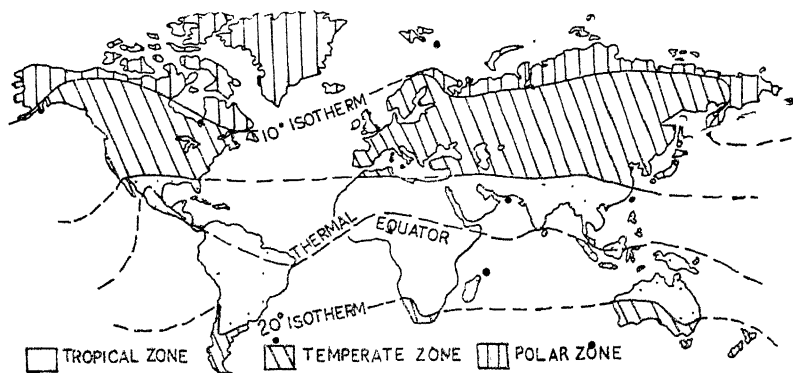 10° ISOTHERM
THERMAL
EQUATOR
20° ISOTHERM
TROPICAL ZONE
TEMPERATE ZONE
POLAR ZONE